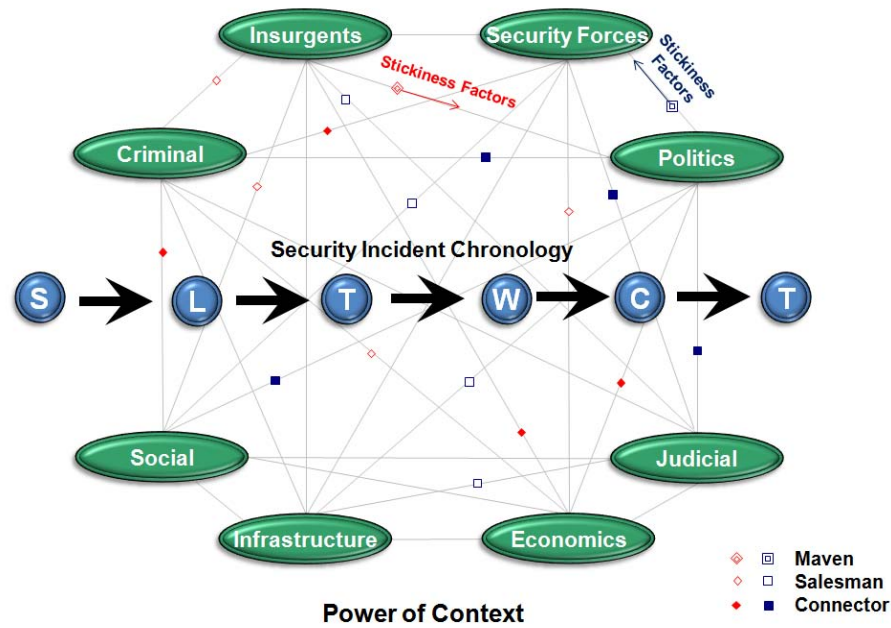 Insurgents
Security Forces
Stickiness Factors
Stickiness
Factors
Criminal
Politics
Security Incident Chronology
S
L
T
W
C
T
Social
Judicial
Infrastructure
Economics
Maven
Salesman
Connector
Power of Context